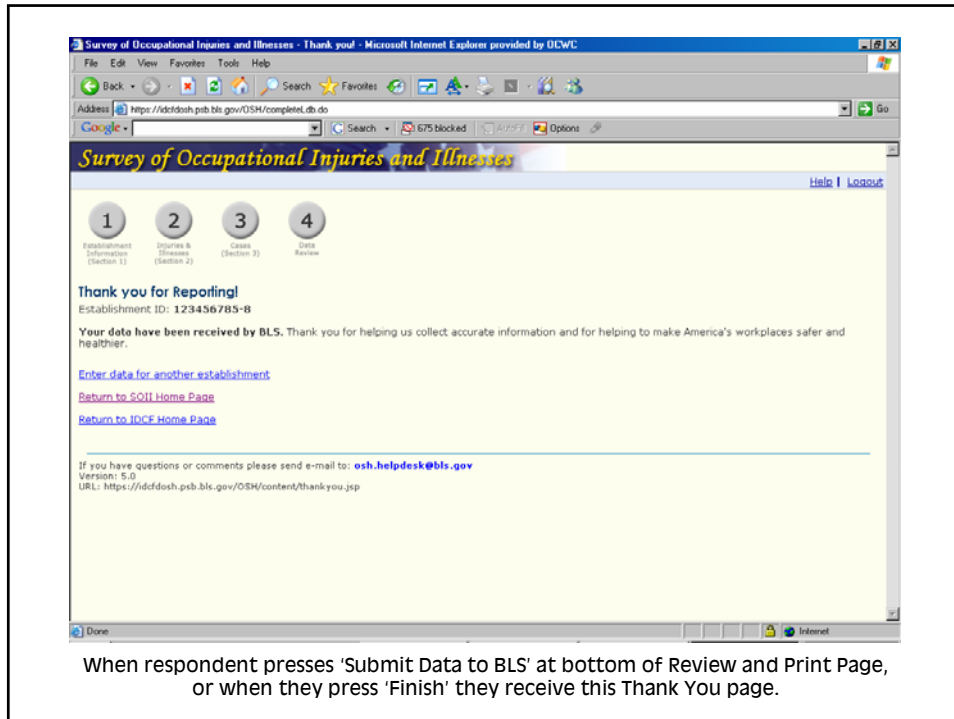 Survey of Occupational Injuries and Illnesses - Thank you! - Microsoft Internet Explorer provided by OCWC
File Edit View Favorites Tools Help
Back Search Favorites
Address https://idcfdosh.psb.bls.gov/OSH/completeI.db.do Go
Google Search 675 blocked AutoFill Options
Survey of Occupational Injuries and Illnesses
Help | Logout
1 2 3 4
Establishment Information (Section 1)
Injuries & Illnesses (Section 2)
Cases (Section 3)
Data Review
Thank you for Reporting!
Establishment ID: 123456785-8
Your data have been received by BLS. Thank you for helping us collect accurate information and for helping to make America's workplaces safer and
healthier.
Enter data for another establishment
Return to SOII Home Page
Return to IDCF Home Page
If you have questions or comments please send e-mail to: osh.helpdesk@bls.gov
Version: 5.0
URL: https://idcfdosh.psb.bls.gov/OSH/content/thankyou.jsp
Done Internet
When respondent presses 'Submit Data to BLS' at bottom of Review and Print Page,
or when they press 'Finish' they receive this Thank You page.